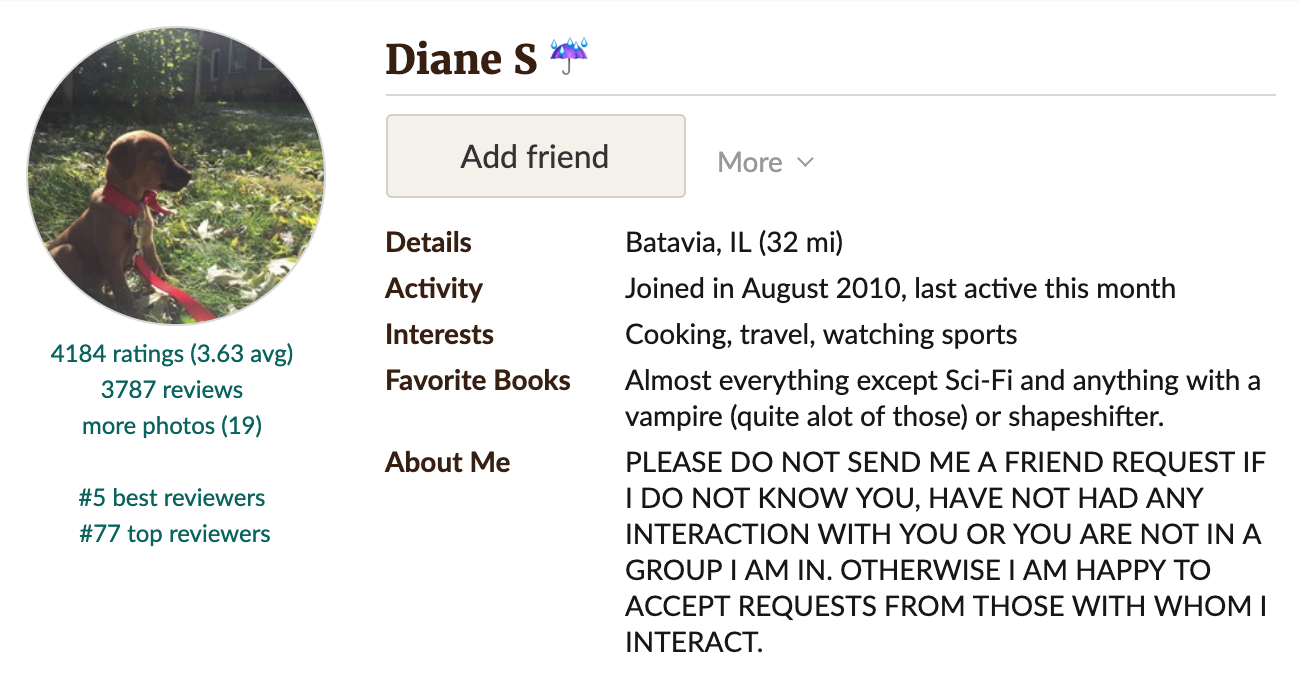 Diane S ☔
Add friend
More
Details
Batavia, IL (32 mi)
Activity
Joined in August 2010, last active this month
Interests
Cooking, travel, watching sports
Favorite Books
Almost everything except Sci-Fi and anything with a
vampire (quite alot of those) or shapeshifter.
About Me
PLEASE DO NOT SEND ME A FRIEND REQUEST IF
I DO NOT KNOW YOU, HAVE NOT HAD ANY
INTERACTION WITH YOU OR YOU ARE NOT IN A
GROUP I AM IN. OTHERWISE I AM HAPPY TO
ACCEPT REQUESTS FROM THOSE WITH WHOM I
INTERACT.
4184 ratings (3.63 avg)
3787 reviews
more photos (19)
#5 best reviewers
#77 top reviewers